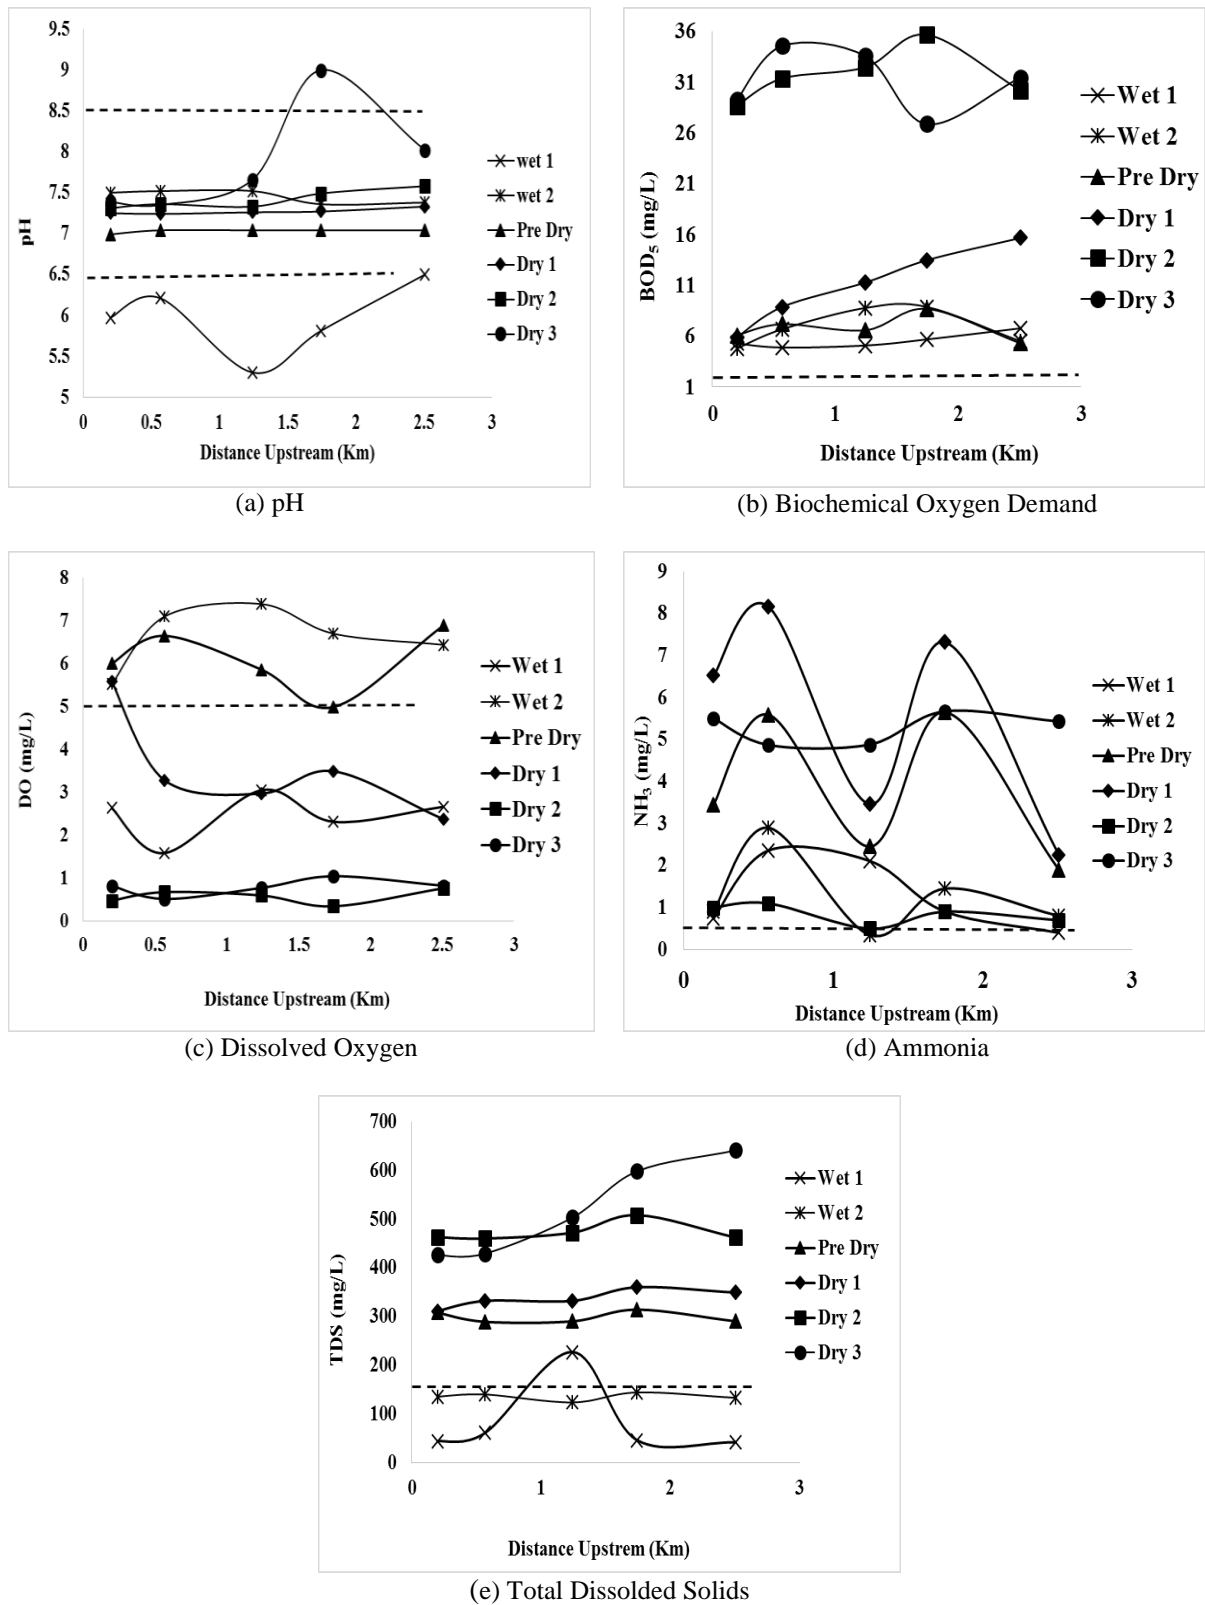 9.5
9
8.5
8
7.5
7
6.5
6
5.5
5
pH
0 0.5 1 1.5 2 2.5 3
Distance Upstream (Km)
wet 1
wet 2
Pre Dry
Dry 1
Dry 2
Dry 3
(a) pH
36
31
26
21
16
11
6
1
BOD₅ (mg/L)
0 1 2 3
Distance Upstream (Km)
Wet 1
Wet 2
Pre Dry
Dry 1
Dry 2
Dry 3
(b) Biochemical Oxygen Demand
8
7
6
5
4
3
2
1
0
DO (mg/L)
0 0.5 1 1.5 2 2.5 3
Distance Upstream (Km)
Wet 1
Wet 2
Pre Dry
Dry 1
Dry 2
Dry 3
(c) Dissolved Oxygen
9
8
7
6
5
4
3
2
1
0
NH₃ (mg/L)
0 1 2 3
Distance Upstream (Km)
Wet 1
Wet 2
Pre Dry
Dry 1
Dry 2
Dry 3
(d) Ammonia
700
600
500
400
300
200
100
0
TDS (mg/L)
0 1 2 3
Distance Upstrem (Km)
Wet 1
Wet 2
Pre Dry
Dry 1
Dry 2
Dry 3
(e) Total Dissolded Solids